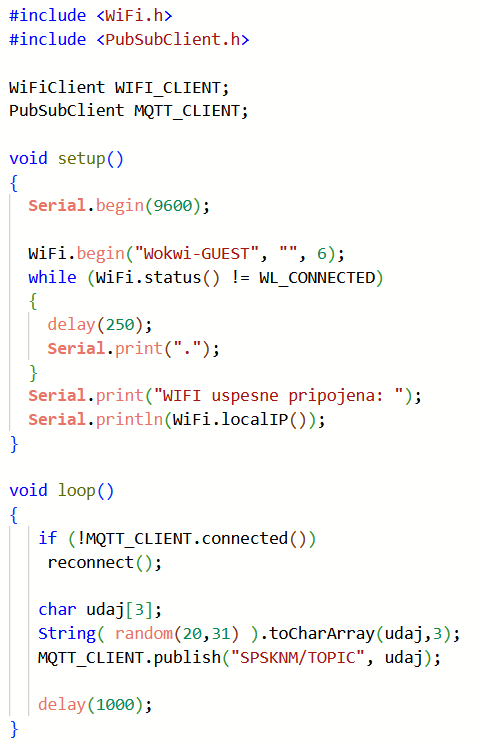 #include <WiFi.h>
#include <PubSubClient.h>
WiFiClient WIFI_CLIENT;
PubSubClient MQTT_CLIENT;
void setup()
{
Serial.begin(9600);
WiFi.begin("Wokwi-GUEST", "", 6);
while (WiFi.status() != WL_CONNECTED)
{
delay(250);
Serial.print(".");
}
Serial.print("WIFI uspesne pripojena: ");
Serial.println(WiFi.localIP());
}
void loop()
{
if (!MQTT_CLIENT.connected())
reconnect();
char udaj[3];
String( random(20,31) ).toCharArray(udaj,3);
MQTT_CLIENT.publish("SPSKNM/TOPIC", udaj);
delay(1000);
}